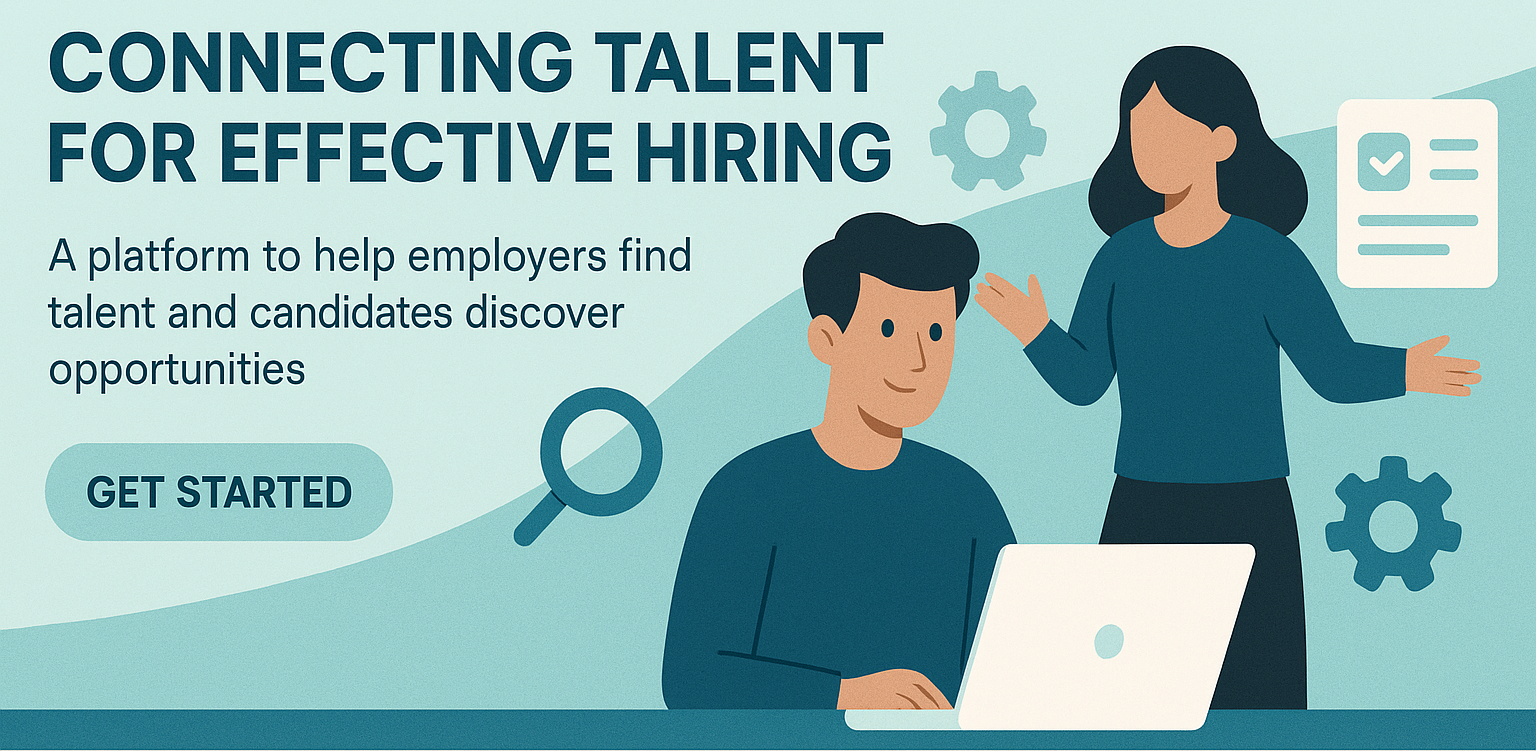 CONNECTING TALENT
FOR EFFECTIVE HIRING
A platform to help employers find
talent and candidates discover
opportunities
GET STARTED